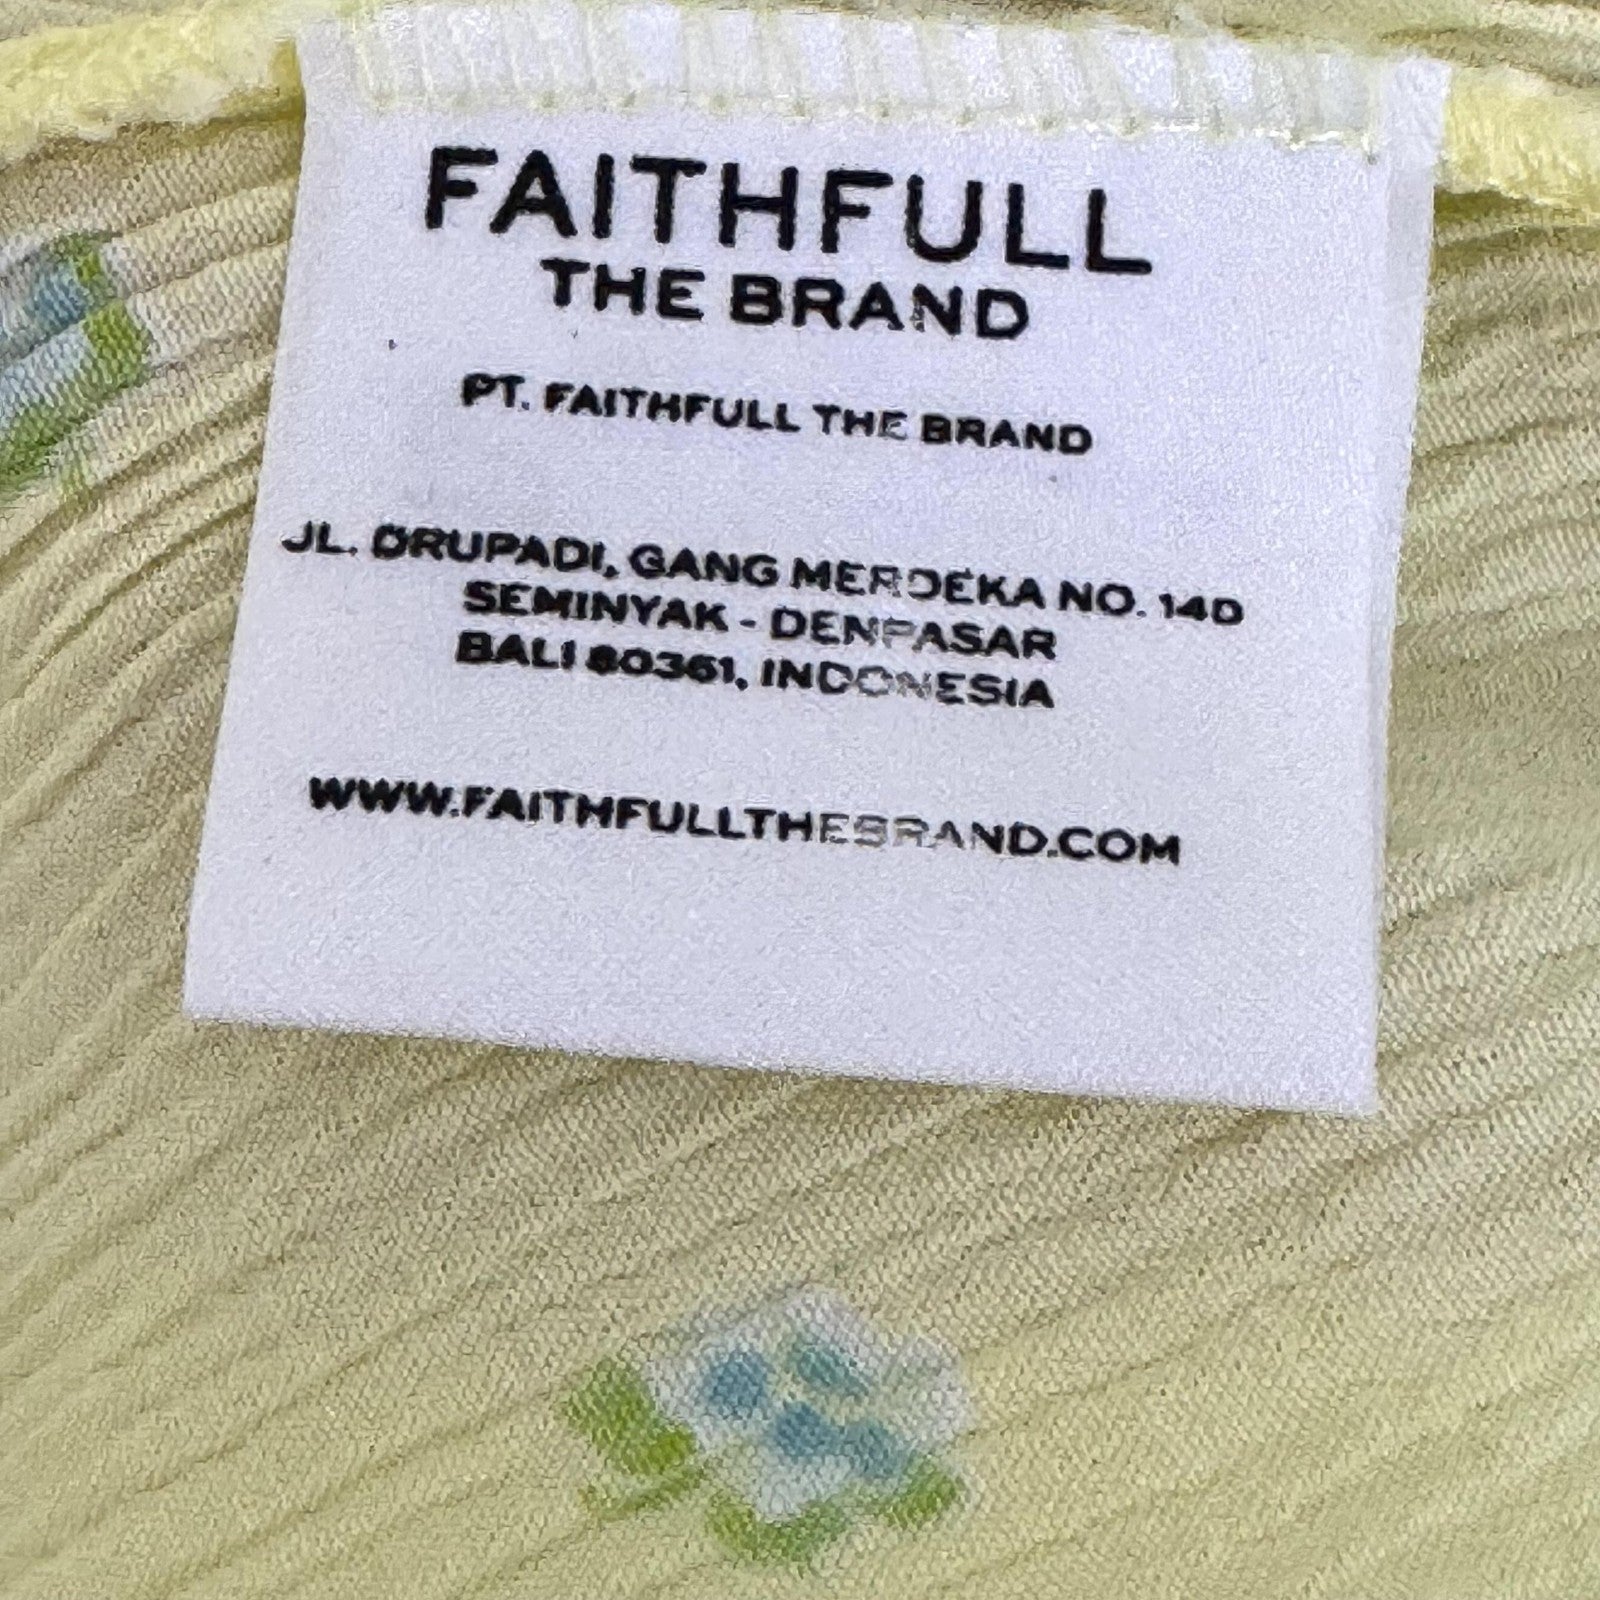 FAITHFULL
THE BRAND
PT. FAITHFULL THE BRAND
JL. DRUPADI, GANG MERDEKA NO. 14D
SEMINYAK - DENPASAR
BALI 80361, INDONESIA
WWW.FAITHFULLTHEBRAND.COM